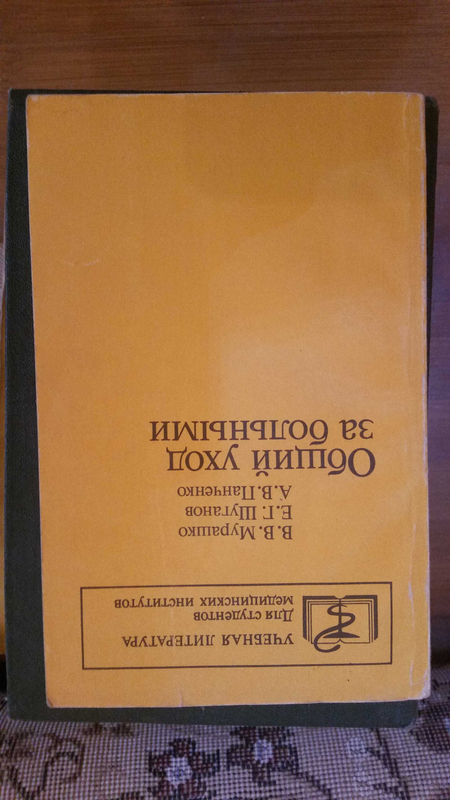 УЧЕБНАЯ ЛИТЕРАТУРА
Для студентов
медицинских институтов
В. В. Мурашко
Е. Г. Шуганов
А. В. Панченко
Общий уход
за больными